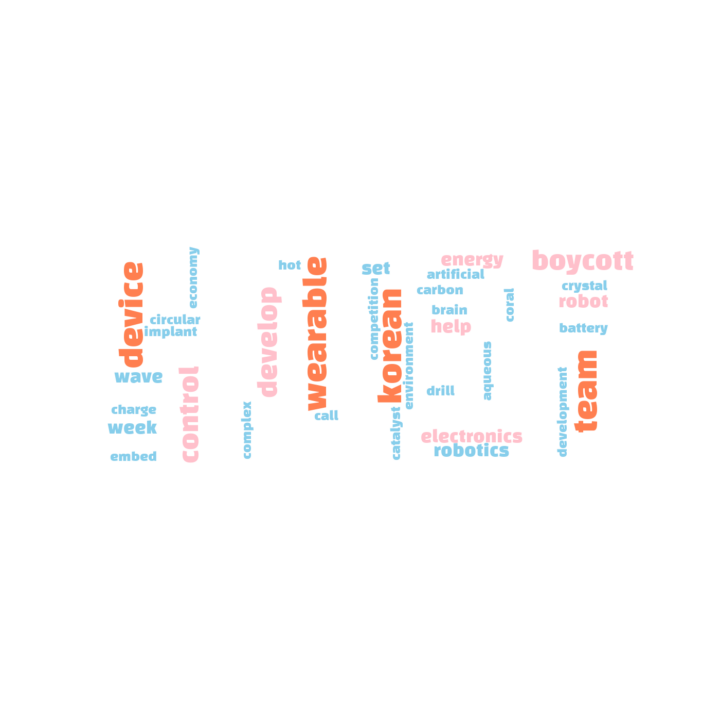 economy
device
circular
implant
wave
control
charge
week
embed
hot
develop
wearable
call
complex
set
competition
korean
environment
catalyst
energy
artificial
carbon
brain
help
coral
aqueous
drill
electronics
robotics
boycott
crystal
robot
battery
team
development